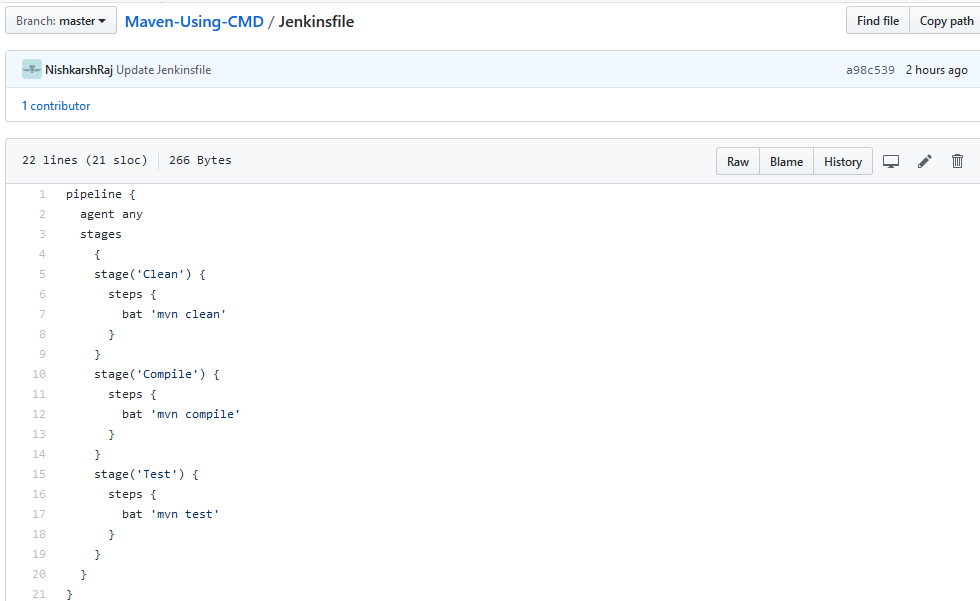 Branch: master Maven-Using-CMD / Jenkinsfile Find file Copy path
NishkarshRaj Update Jenkinsfile a98c539 2 hours ago
1 contributor
22 lines (21 sloc) 266 Bytes Raw Blame History
1 pipeline {
2 agent any
3 stages
4 {
5 stage('Clean') {
6 steps {
7 bat 'mvn clean'
8 }
9 }
10 stage('Compile') {
11 steps {
12 bat 'mvn compile'
13 }
14 }
15 stage('Test') {
16 steps {
17 bat 'mvn test'
18 }
19 }
20 }
21 }